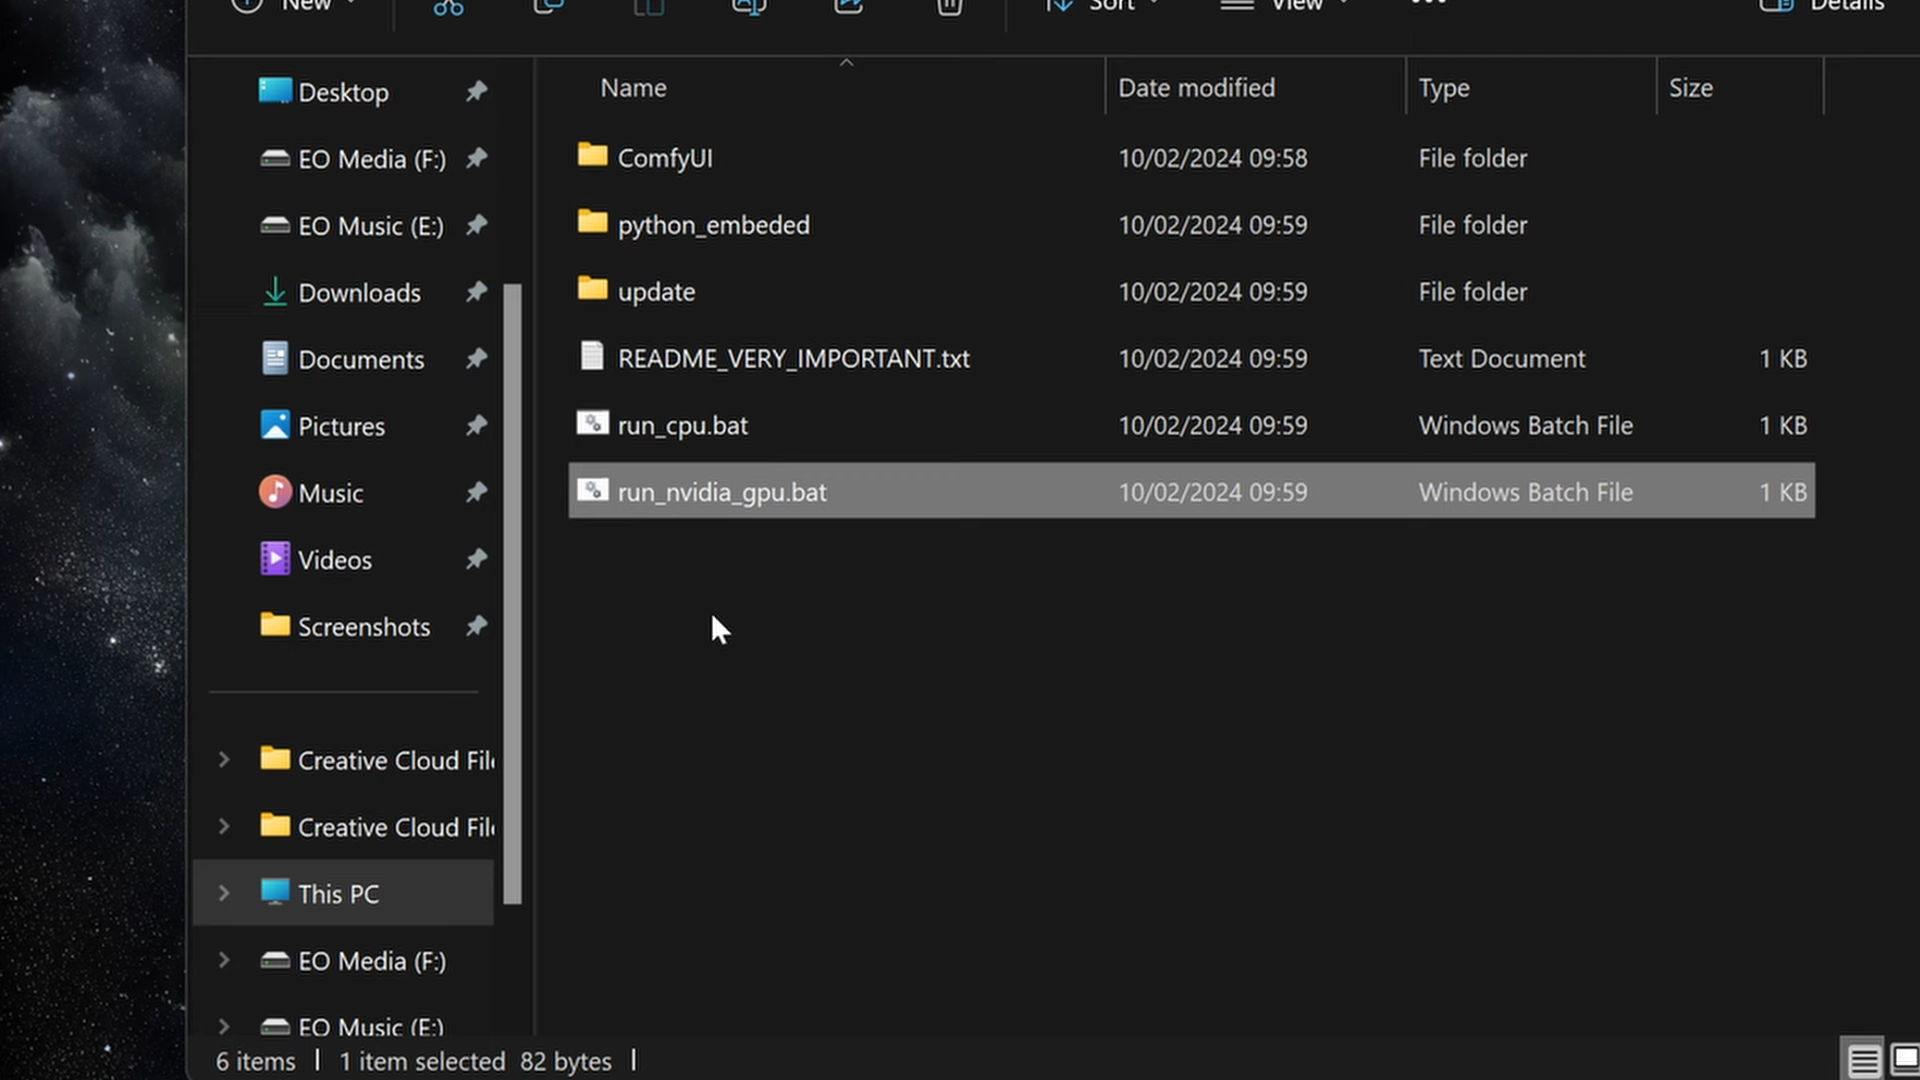 New
Sort
View
Details
Name
Date modified
Type
Size
Desktop
EO Media (F:)
EO Music (E:)
Downloads
Documents
Pictures
Music
Videos
Screenshots
Creative Cloud File
Creative Cloud File
This PC
EO Media (F:)
EO Music (E:)
ComfyUI 10/02/2024 09:58 File folder
python_embeded 10/02/2024 09:59 File folder
update 10/02/2024 09:59 File folder
README_VERY_IMPORTANT.txt 10/02/2024 09:59 Text Document 1 KB
run_cpu.bat 10/02/2024 09:59 Windows Batch File 1 KB
run_nvidia_gpu.bat 10/02/2024 09:59 Windows Batch File 1 KB
6 items | 1 item selected 82 bytes |